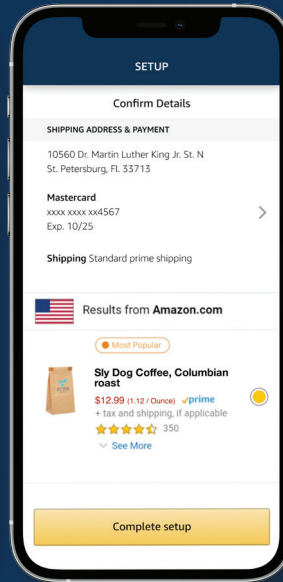 SETUP
Confirm Details
SHIPPING ADDRESS & PAYMENT
10560 Dr. Martin Luther King Jr. St. N
St. Petersburg, Fl. 33713
Mastercard
xxxx xxxx xx4567
Exp. 10/25
Shipping Standard prime shipping
Results from Amazon.com
Most Popular
Sly Dog Coffee, Columbian
roast
$12.99 (1.12 / Ounce) prime
+ tax and shipping, if applicable
350
See More
Complete setup